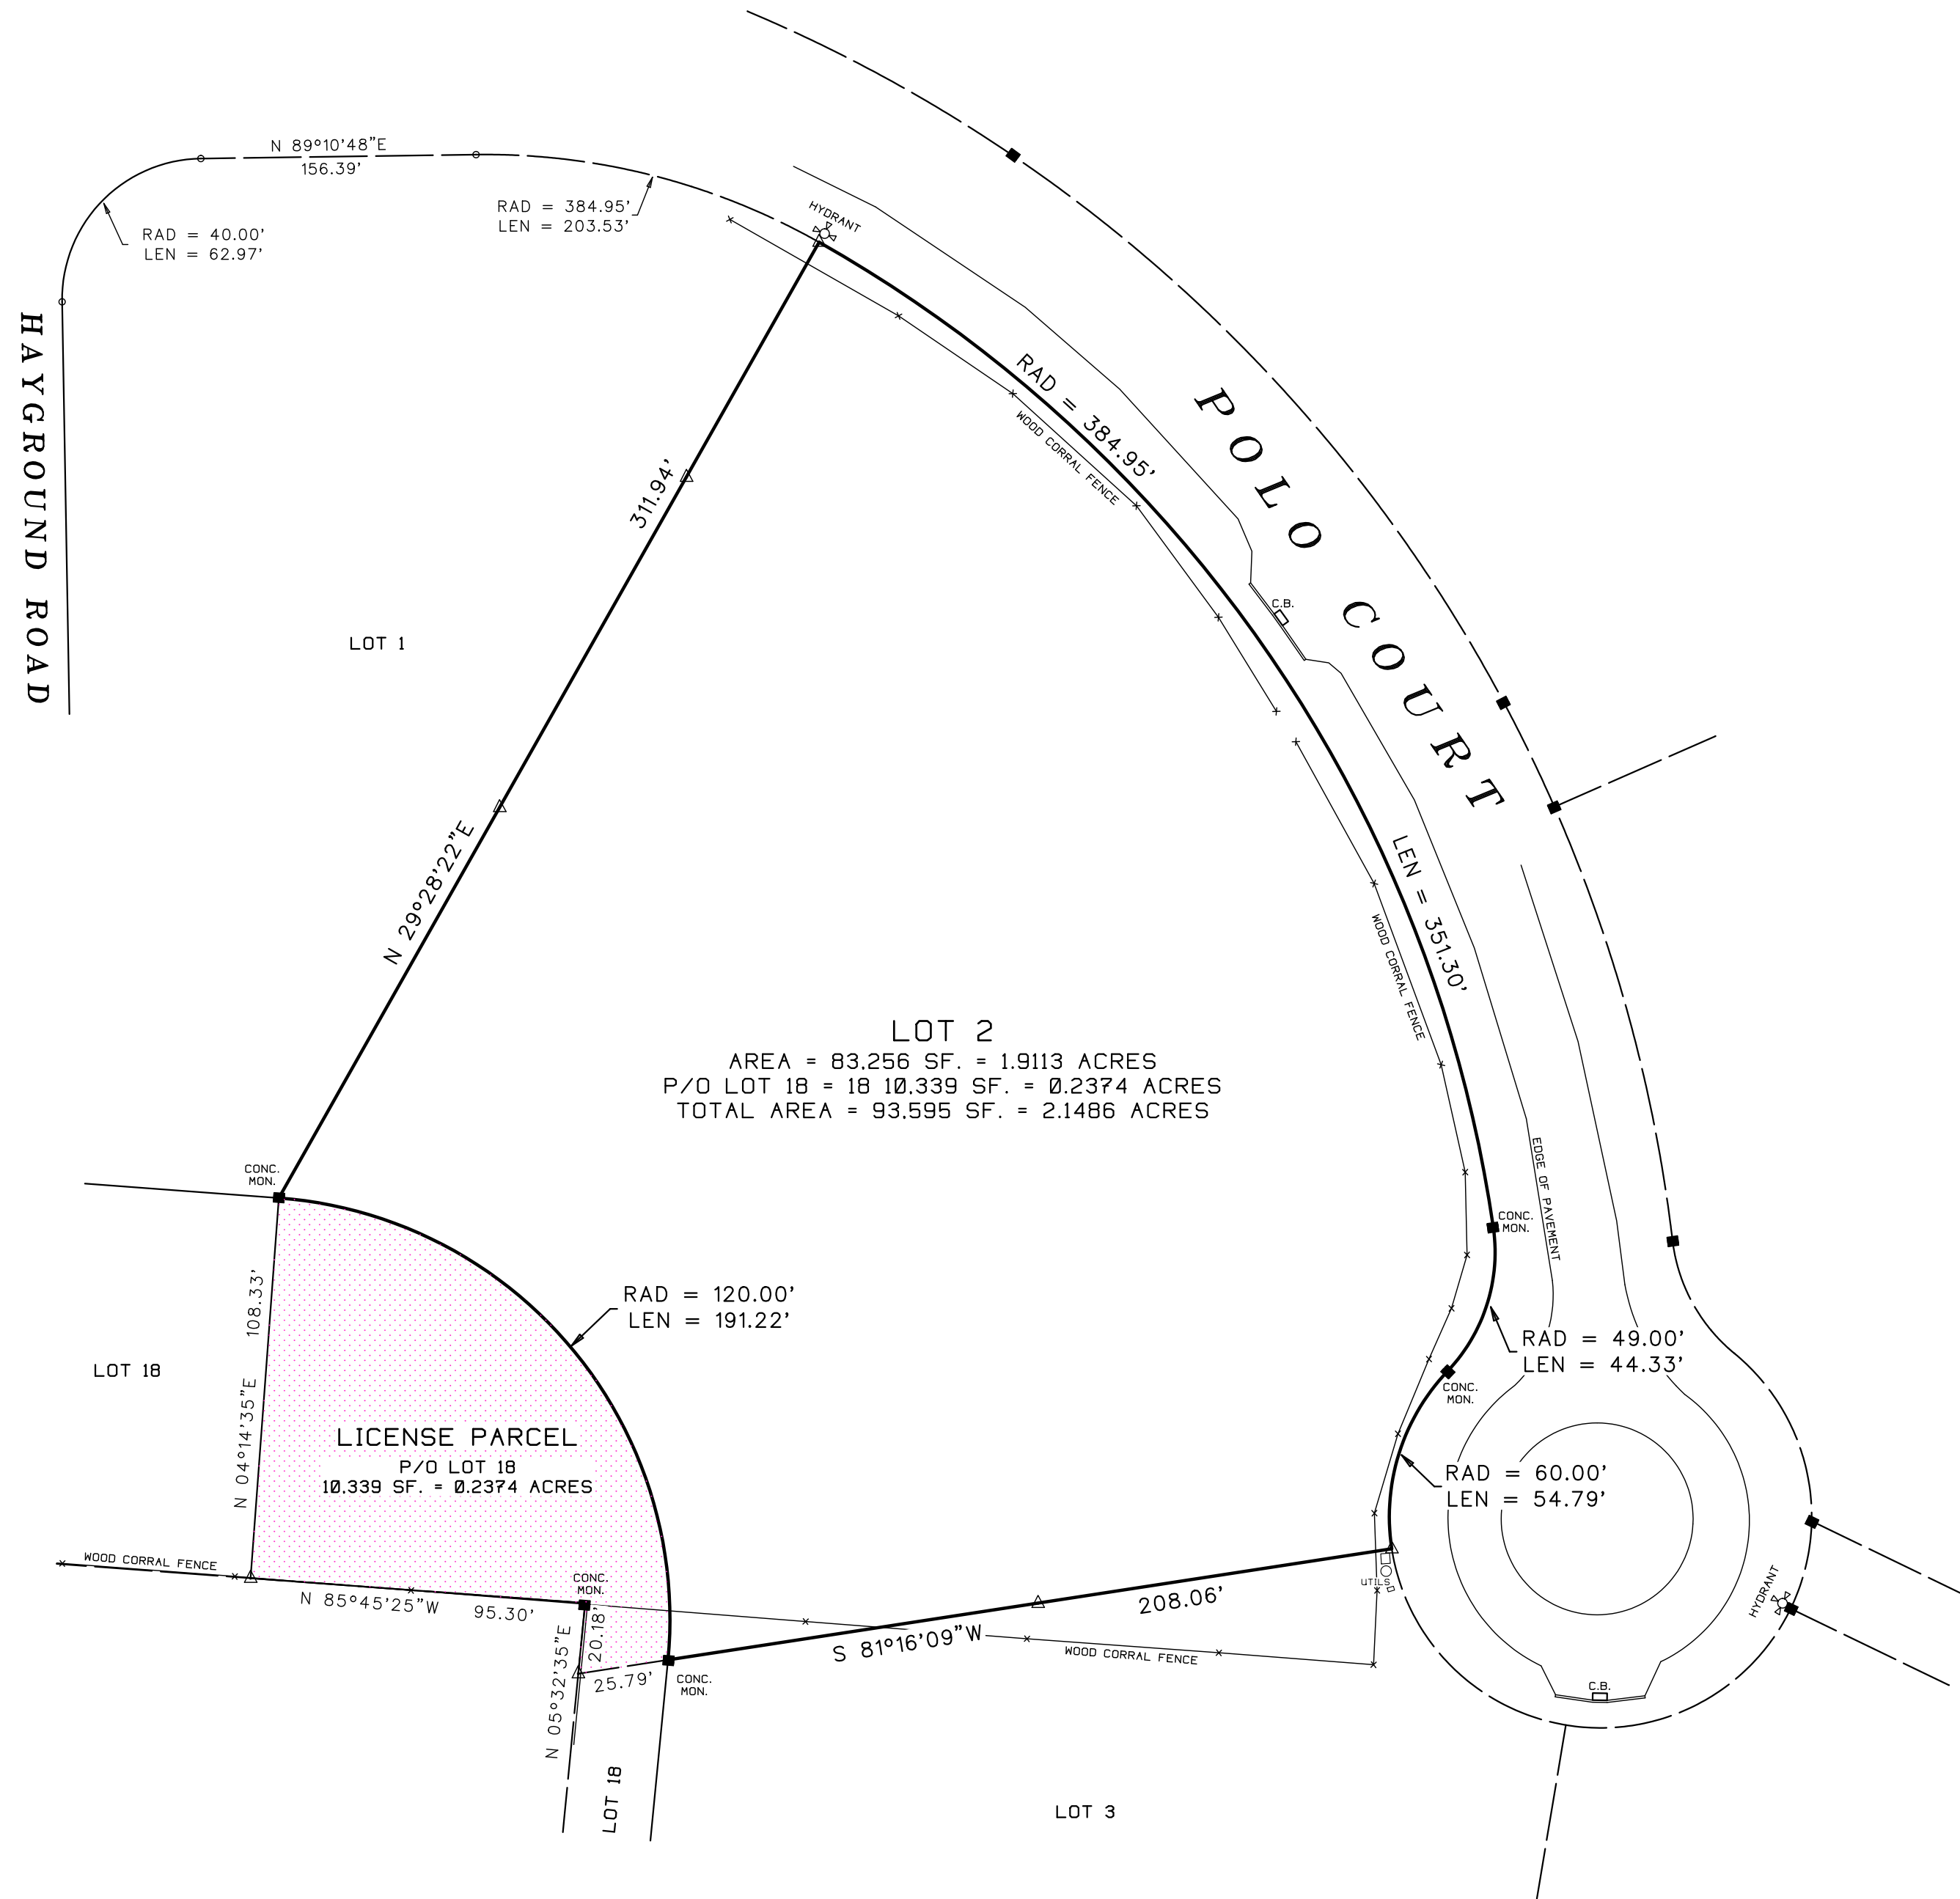 N 89°10'48"E
156.39'
RAD = 384.95'
LEN = 203.53'
HYDRANT
RAD = 40.00'
LEN = 62.97'
HAYGROUND ROAD
RAD = 384.95'
WOOD CORRAL FENCE
POLO COURT
311.94'
C.B.
LOT 1
N 29°28'22"E
LEN = 351.30'
WOOD CORRAL FENCE
LOT 2
AREA = 83,256 SF. = 1.9113 ACRES
P/O LOT 18 = 18 10,339 SF. = 0.2374 ACRES
TOTAL AREA = 93,595 SF. = 2.1486 ACRES
EDGE OF PAVEMENT
CONC.
MON.
CONC.
MON.
108.33'
N 04°14'35"E
RAD = 120.00'
LEN = 191.22'
RAD = 49.00'
LEN = 44.33'
LOT 18
CONC.
MON.
LICENSE PARCEL
P/O LOT 18
10,339 SF. = 0.2374 ACRES
RAD = 60.00'
LEN = 54.79'
WOOD CORRAL FENCE
CONC.
MON.
UTILS
HYDRANT
N 85°45'25"W 95.30'
208.06'
S 81°16'09"W
20.18'
N 05°32'35"E
WOOD CORRAL FENCE
25.79'
CONC.
MON.
C.B.
LOT 18
LOT 3